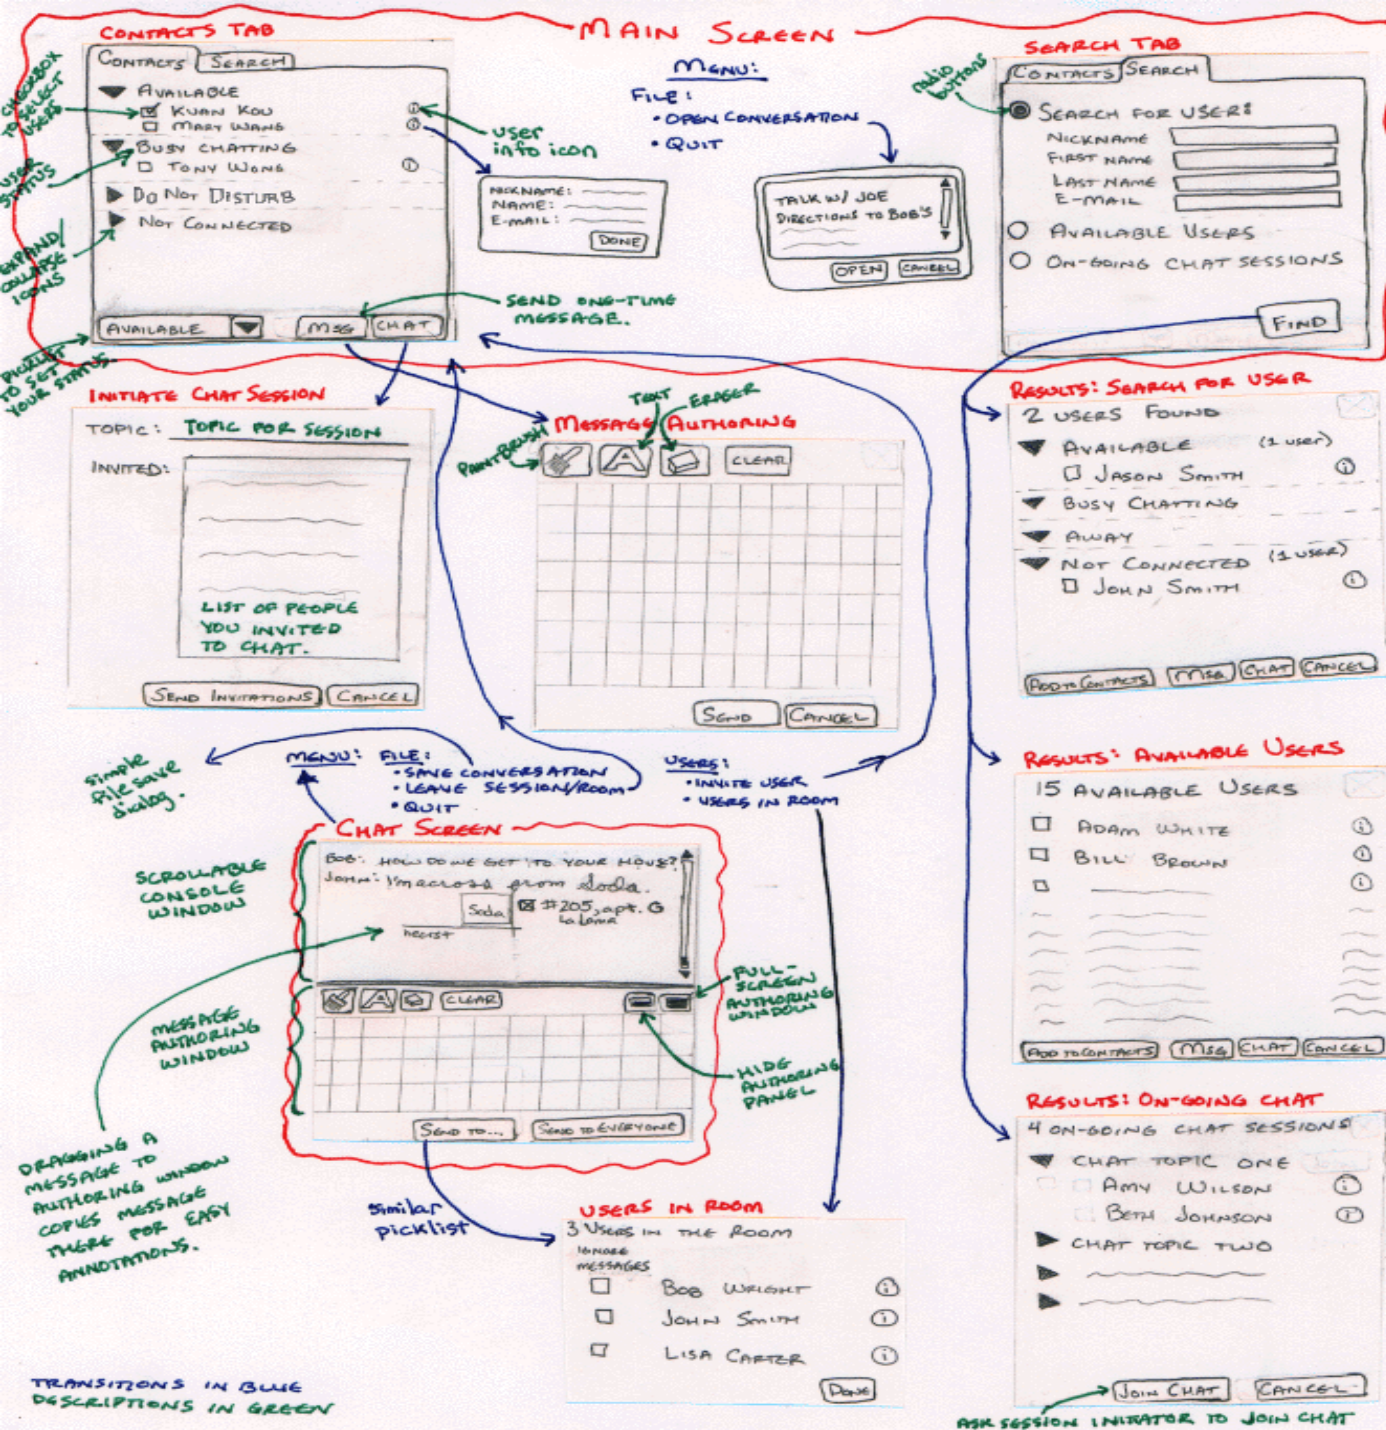 MAIN SCREEN
CONTACTS TAB
CONTACTS
SEARCH
AVAILABLE
KUAN KOU
MARY WANG
BUSY CHATTING
TONY WONG
DO NOT DISTURB
NOT CONNECTED
AVAILABLE
MSG
CHAT
CHECKBOX
TO SELECT
USERS
USER
STATUS
EXPAND/
COLLAPSE
ICONS
PICKLIST
TO SET
YOUR STATUS.
USER
info icon
SEND ONE-TIME
MESSAGE.
MENU:
FILE:
• OPEN CONVERSATION
• QUIT
NICKNAME:
NAME:
E-MAIL:
DONE
TALK W/ JOE
DIRECTIONS TO BOB'S
OPEN
CANCEL
SEARCH TAB
radio
buttons
CONTACTS
SEARCH
SEARCH FOR USER:
NICKNAME
FIRST NAME
LAST NAME
E-MAIL
AVAILABLE USERS
ON-GOING CHAT SESSIONS
FIND
INITIATE CHAT SESSION
TOPIC: TOPIC FOR SESSION
INVITED:
LIST OF PEOPLE
YOU INVITED
TO CHAT.
SEND INVITATIONS
CANCEL
MESSAGE AUTHORING
PAINTBRUSH
TEXT
ERASER
A
CLEAR
SEND
CANCEL
RESULTS: SEARCH FOR USER
2 USERS FOUND
AVAILABLE (1 user)
JASON SMITH
BUSY CHATTING
AWAY
NOT CONNECTED (1 USER)
JOHN SMITH
ADD TO CONTACTS
MSG
CHAT
CANCEL
simple
file save
dialog.
MENU: FILE:
• SAVE CONVERSATION
• LEAVE SESSION/ROOM
• QUIT
USERS:
• INVITE USER
• USERS IN ROOM
CHAT SCREEN
BOB: HOW DO WE GET TO YOUR HOUSE?
JOHN: I'm across from Soda.
Soda
#205, apt. G
La Loma
hearst
A
CLEAR
SEND TO...
SEND TO EVERYONE
SCROLLABLE
CONSOLE
WINDOW
MESSAGE
AUTHORING
WINDOW
FULL-
SCREEN
AUTHORING
WINDOW
HIDE
AUTHORING
PANEL
DRAGGING A
MESSAGE TO
AUTHORING WINDOW
COPIES MESSAGE
THERE FOR EASY
ANNOTATIONS.
similar
picklist
RESULTS: AVAILABLE USERS
15 AVAILABLE USERS
ADAM WHITE
BILL BROWN
ADD TO CONTACTS
MSG
CHAT
CANCEL
RESULTS: ON-GOING CHAT
4 ON-GOING CHAT SESSIONS
CHAT TOPIC ONE
AMY WILSON
BETH JOHNSON
CHAT TOPIC TWO
JOIN CHAT
CANCEL
ASK SESSION INITIATOR TO JOIN CHAT
USERS IN ROOM
3 USERS IN THE ROOM
IGNORE
MESSAGES
BOB WRIGHT
JOHN SMITH
LISA CARTER
DONE
TRANSITIONS IN BLUE
DESCRIPTIONS IN GREEN